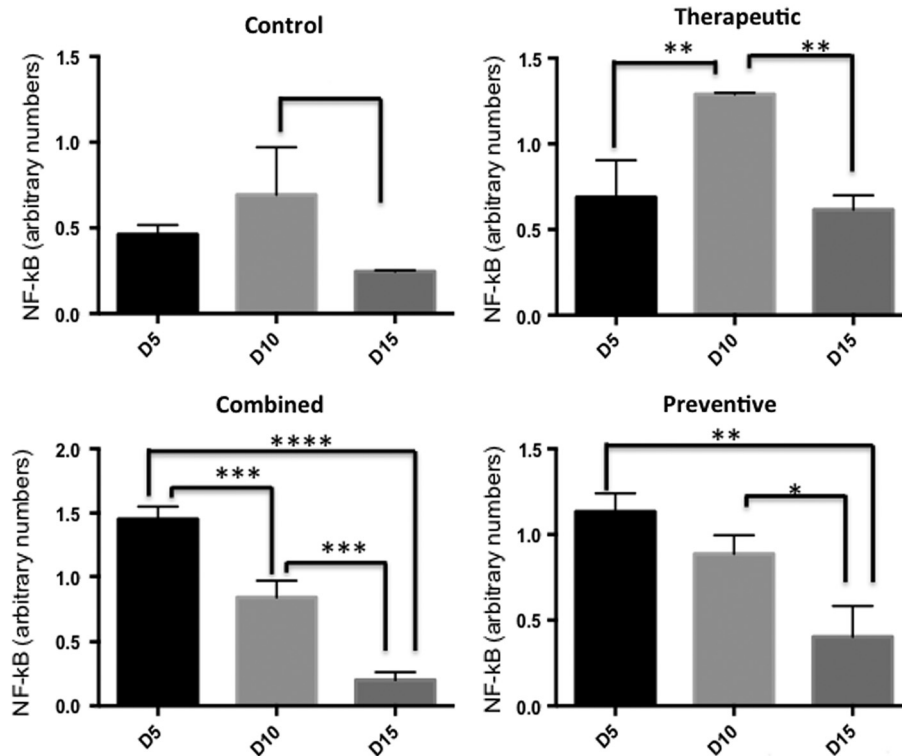 Control
NF-kB (arbitrary numbers)
1.5
1.0
0.5
0.0
D5
D10
D15
Therapeutic
NF-kB (arbitrary numbers)
1.5
1.0
0.5
0.0
**
**
D5
D10
D15
Combined
NF-kB (arbitrary numbers)
2.0
1.5
1.0
0.5
0.0
****
***
***
D5
D10
D15
Preventive
NF-kB (arbitrary numbers)
1.5
1.0
0.5
0.0
**
*
D5
D10
D15